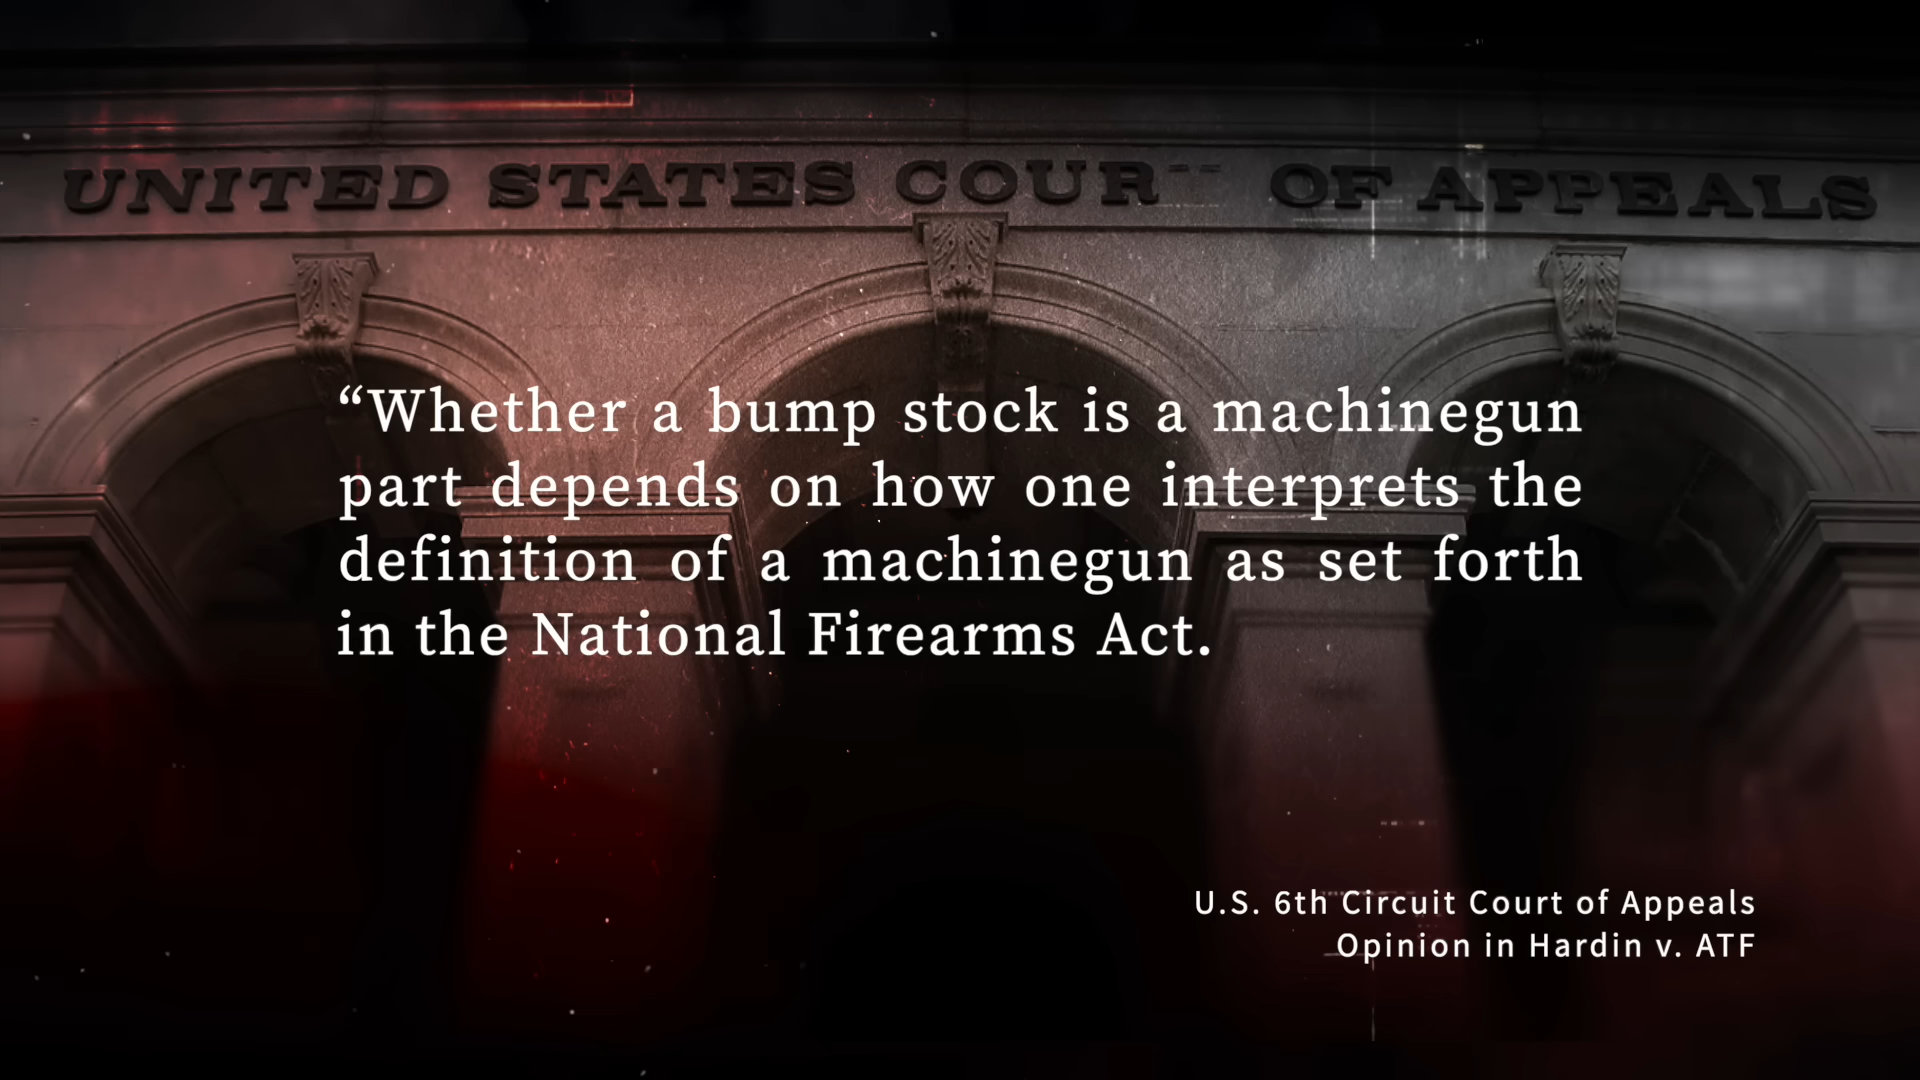 UNITED STATES COURT OF APPEALS
“Whether a bump stock is a machinegun
part depends on how one interprets the
definition of a machinegun as set forth
in the National Firearms Act.
U.S. 6th Circuit Court of Appeals
Opinion in Hardin v. ATF